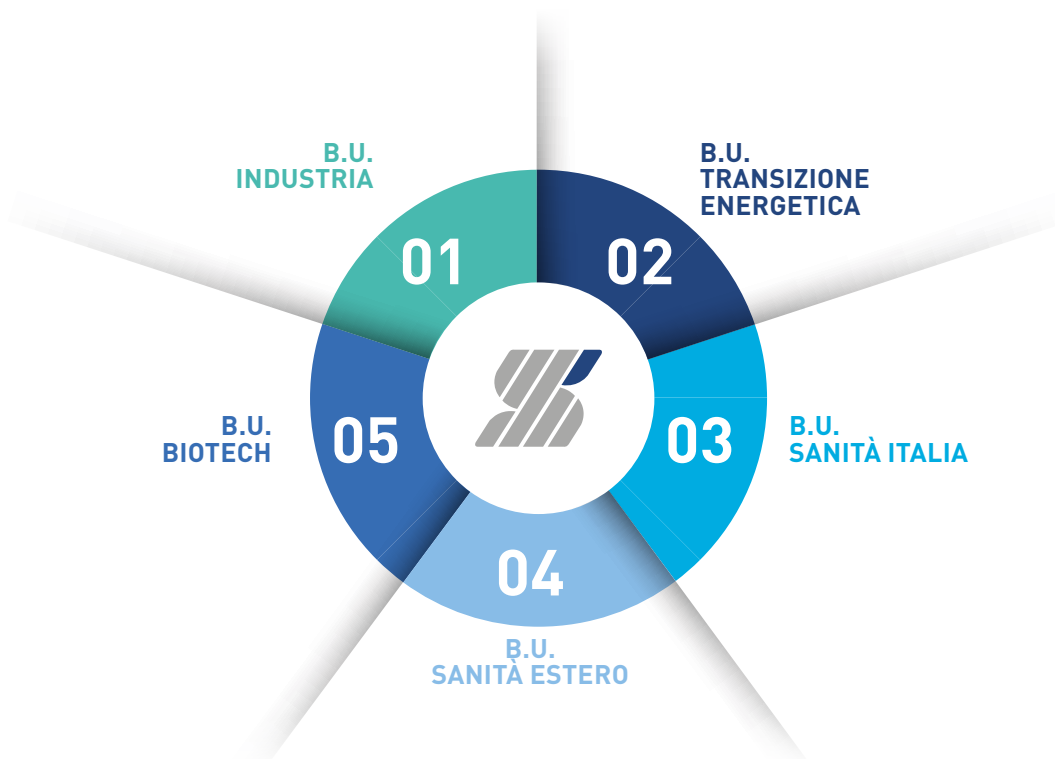 B.U.
INDUSTRIA
01
B.U.
TRANSIZIONE
ENERGETICA
02
B.U.
SANITÀ ITALIA
03
04
B.U.
SANITÀ ESTERO
B.U.
BIOTECH
05